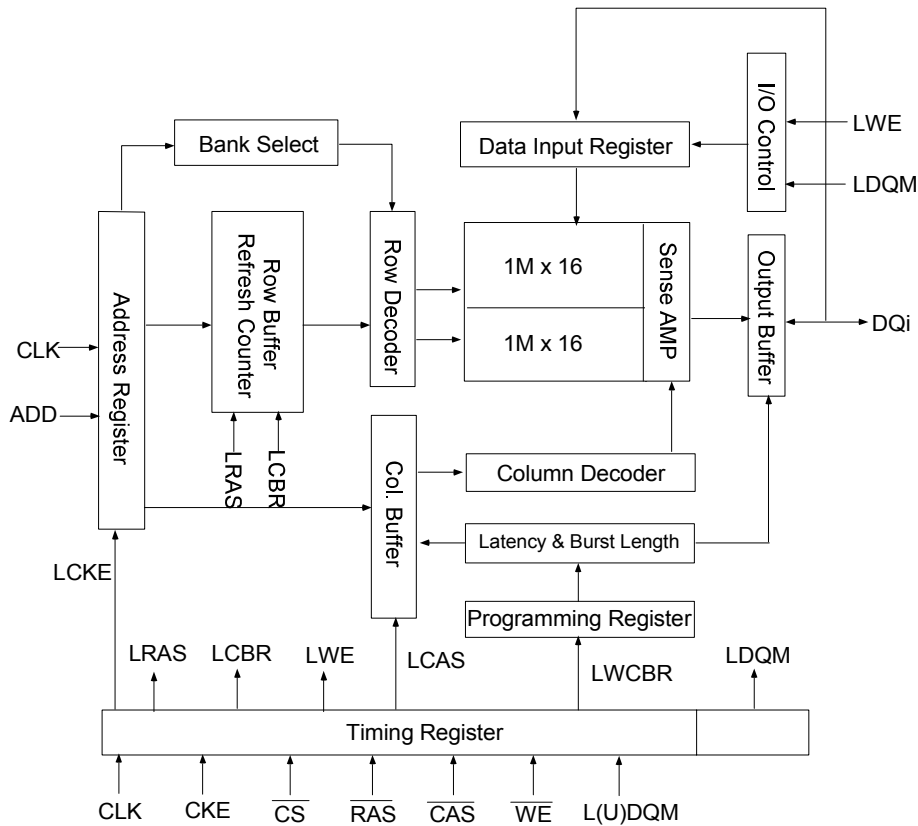 Bank Select
Data Input Register
I/O Control
LWE
LDQM
Address Register
Row Buffer
Refresh Counter
Row Decoder
1M x 16
1M x 16
Sense AMP
Output Buffer
DQi
CLK
ADD
LRAS
LCBR
Col. Buffer
Column Decoder
Latency & Burst Length
Programming Register
LCKE
LRAS
LCBR
LWE
LCAS
LWCBR
LDQM
Timing Register
CLK
CKE
CS
RAS
CAS
WE
L(U)DQM